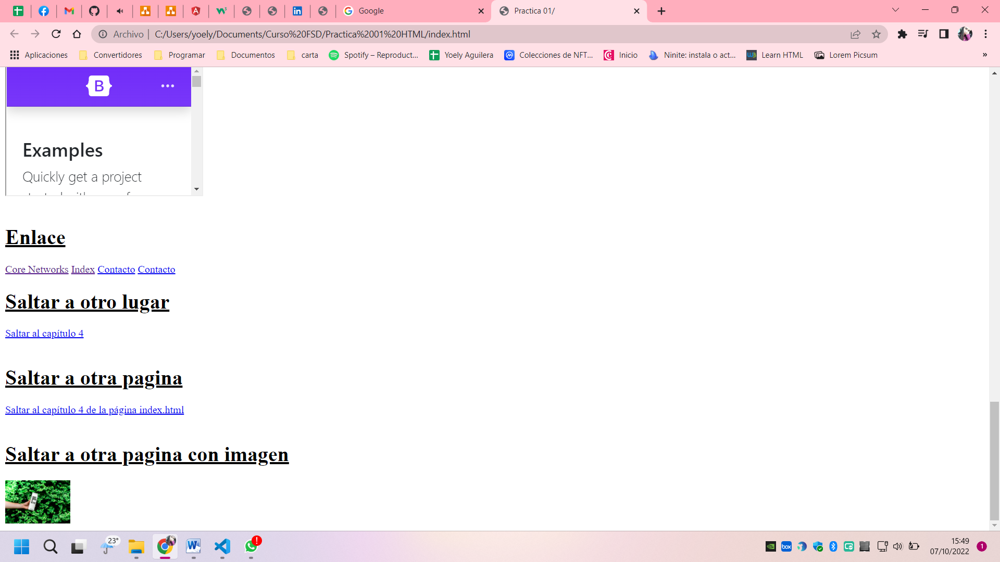 Google
Practica 01/
Archivo | C:/Users/yoely/Documents/Curso%20FSD/Practica%2001%20HTML/index.html
Aplicaciones Convertidores Programar Documentos carta Spotify – Reproduct... Yoely Aguilera Colecciones de NFT... Inicio Ninite: instala o act... Learn HTML Lorem Picsum »
B
Examples
Quickly get a project
Enlace
Core Networks Index Contacto Contacto
Saltar a otro lugar
Saltar al capítulo 4
Saltar a otra pagina
Saltar al capítulo 4 de la página index.html
Saltar a otra pagina con imagen
23°
box
15:49
07/10/2022
1